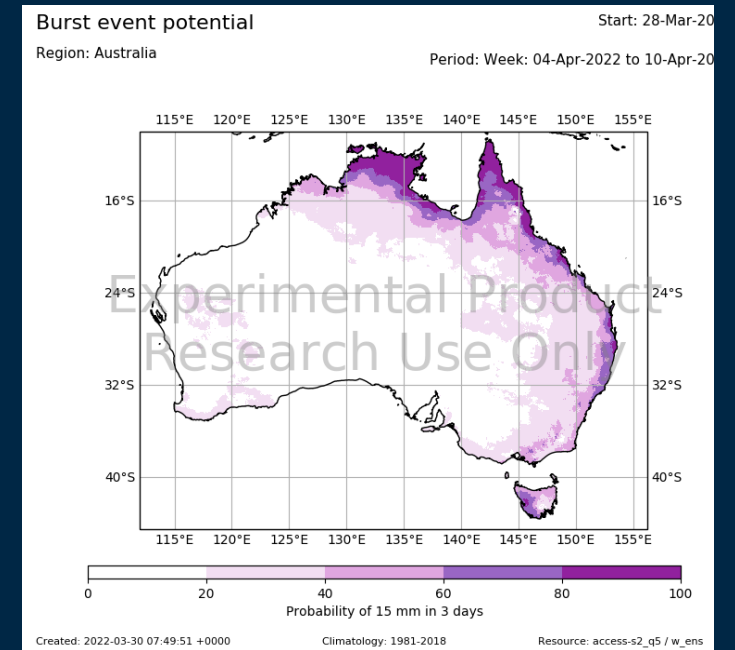 Burst event potential
Start: 28-Mar-20
Region: Australia
Period: Week: 04-Apr-2022 to 10-Apr-20
115°E 120°E 125°E 130°E 135°E 140°E 145°E 150°E 155°E
16°S 16°S
24°S 24°S
Experimental Product
Research Use Only
32°S 32°S
40°S 40°S
115°E 120°E 125°E 130°E 135°E 140°E 145°E 150°E 155°E
0 20 40 60 80 100
Probability of 15 mm in 3 days
Created: 2022-03-30 07:49:51 +0000 Climatology: 1981-2018 Resource: access-s2_q5 / w_ens